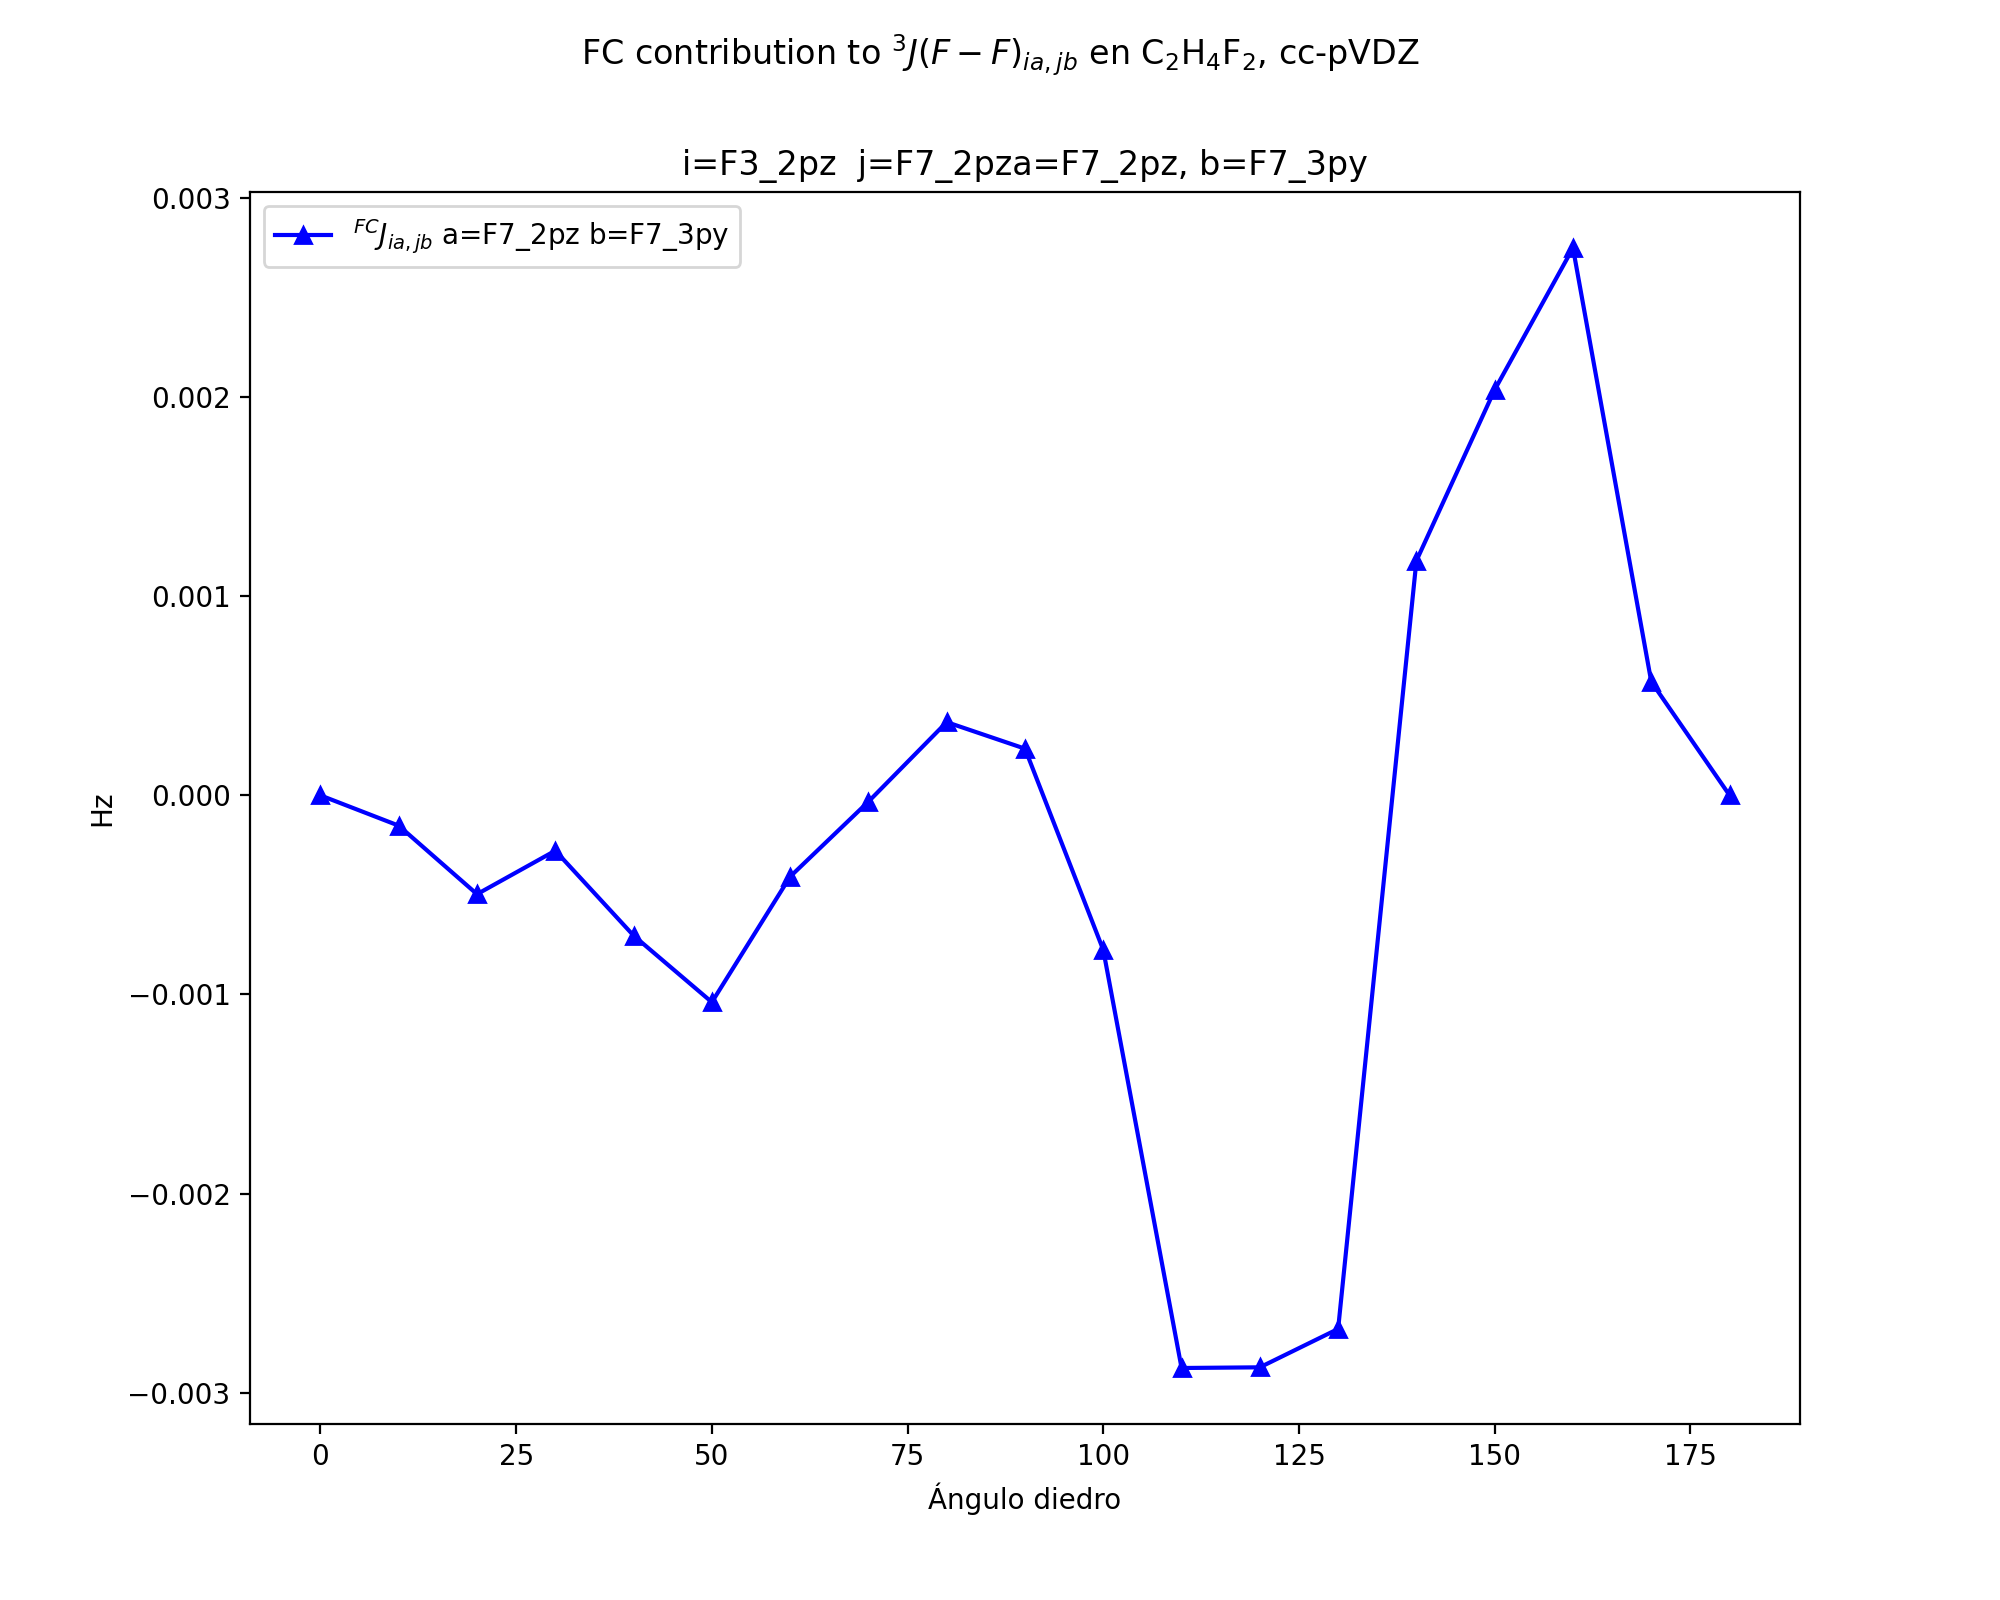 FC contribution to ³J(F − F)ia, jb en C₂H₄F₂, cc-pVDZ
i=F3_2pz  j=F7_2pza=F7_2pz, b=F7_3py
FCJia, jb a=F7_2pz b=F7_3py
0.003
0.002
0.001
0.000
−0.001
−0.002
−0.003
Hz
0 25 50 75 100 125 150 175
Ángulo diedro